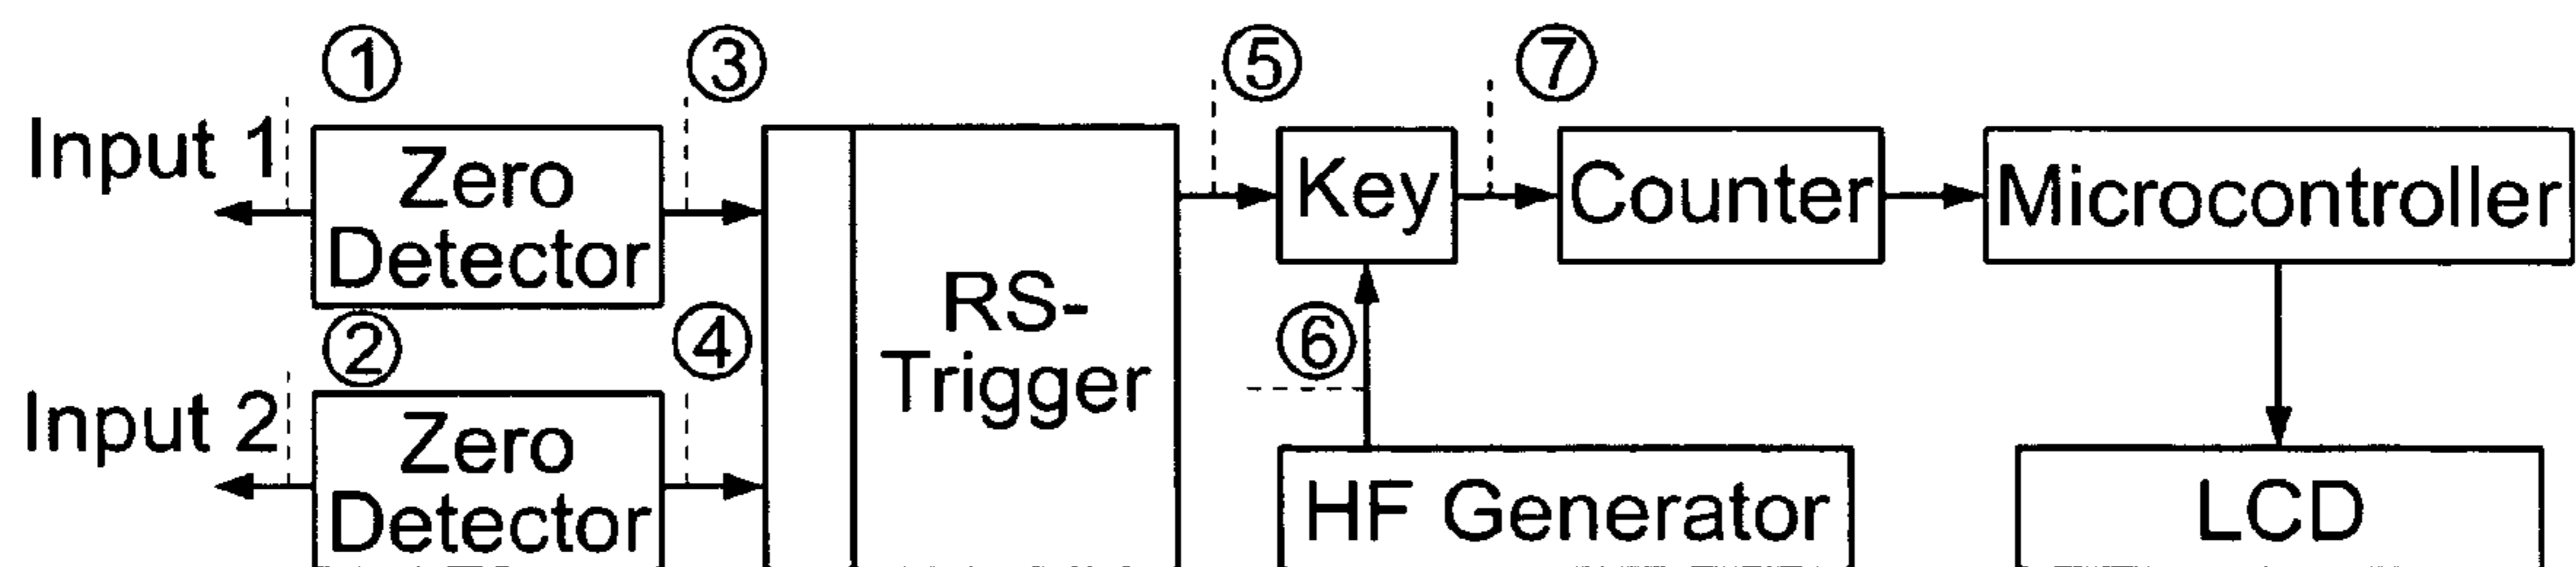 ① ③ ⑤ ⑦
Input 1
Zero
Detector
Key
Counter
Microcontroller
RS-
Trigger
② ④ ⑥
Input 2
Zero
Detector
HF Generator
LCD